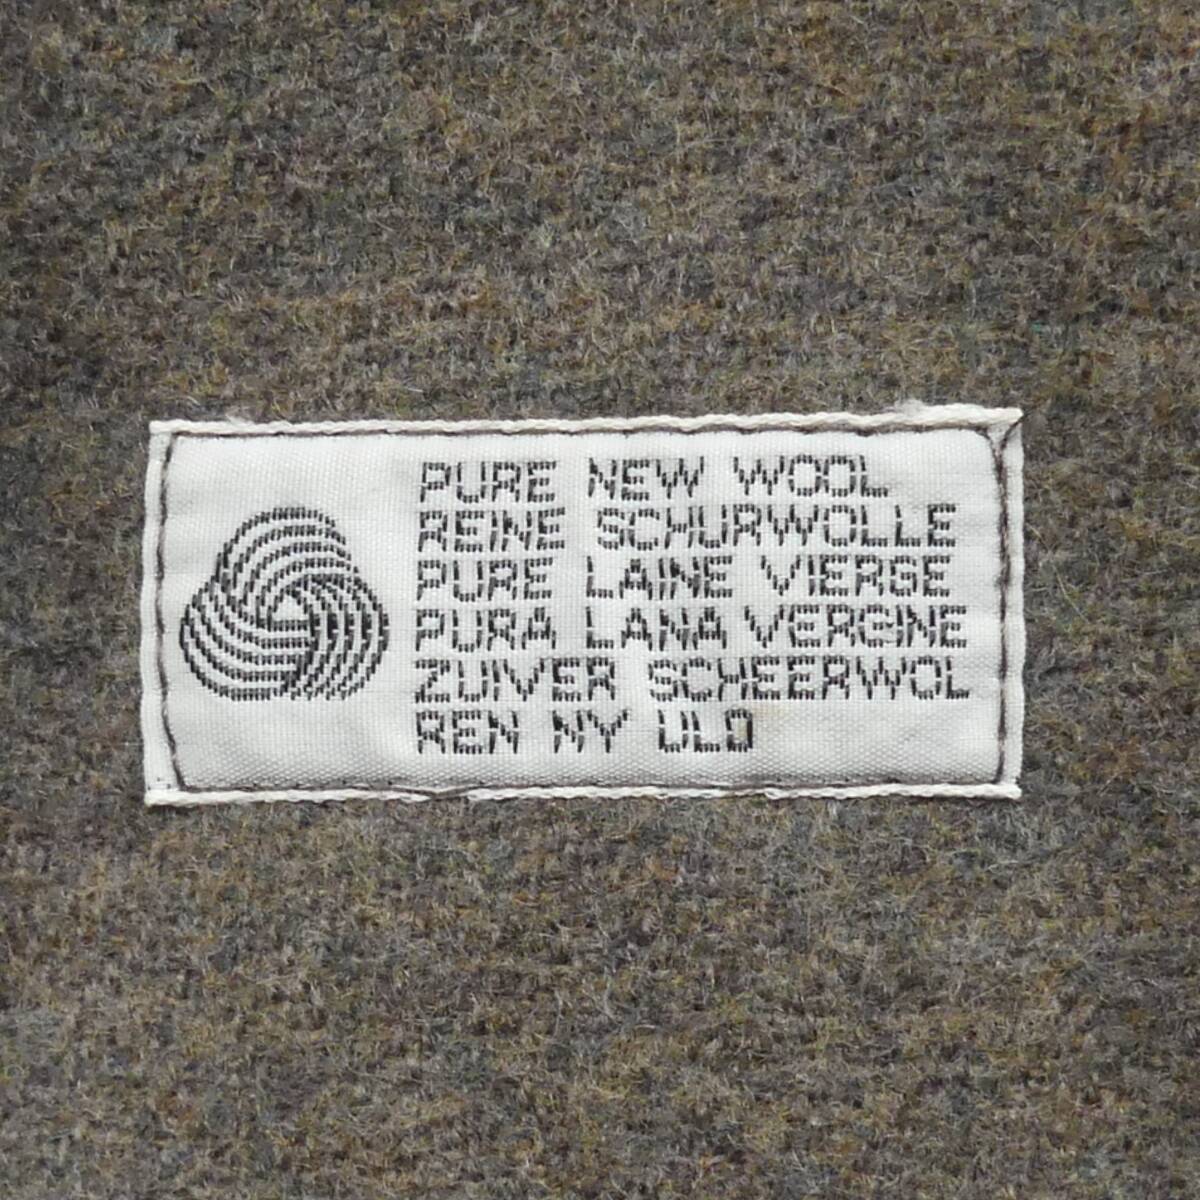 PURE NEW WOOL
REINE SCHURWOLLE
PURE LAINE VIERGE
PURA LANA VERGINE
ZUIVER SCHEERWOL
REN NY ULD